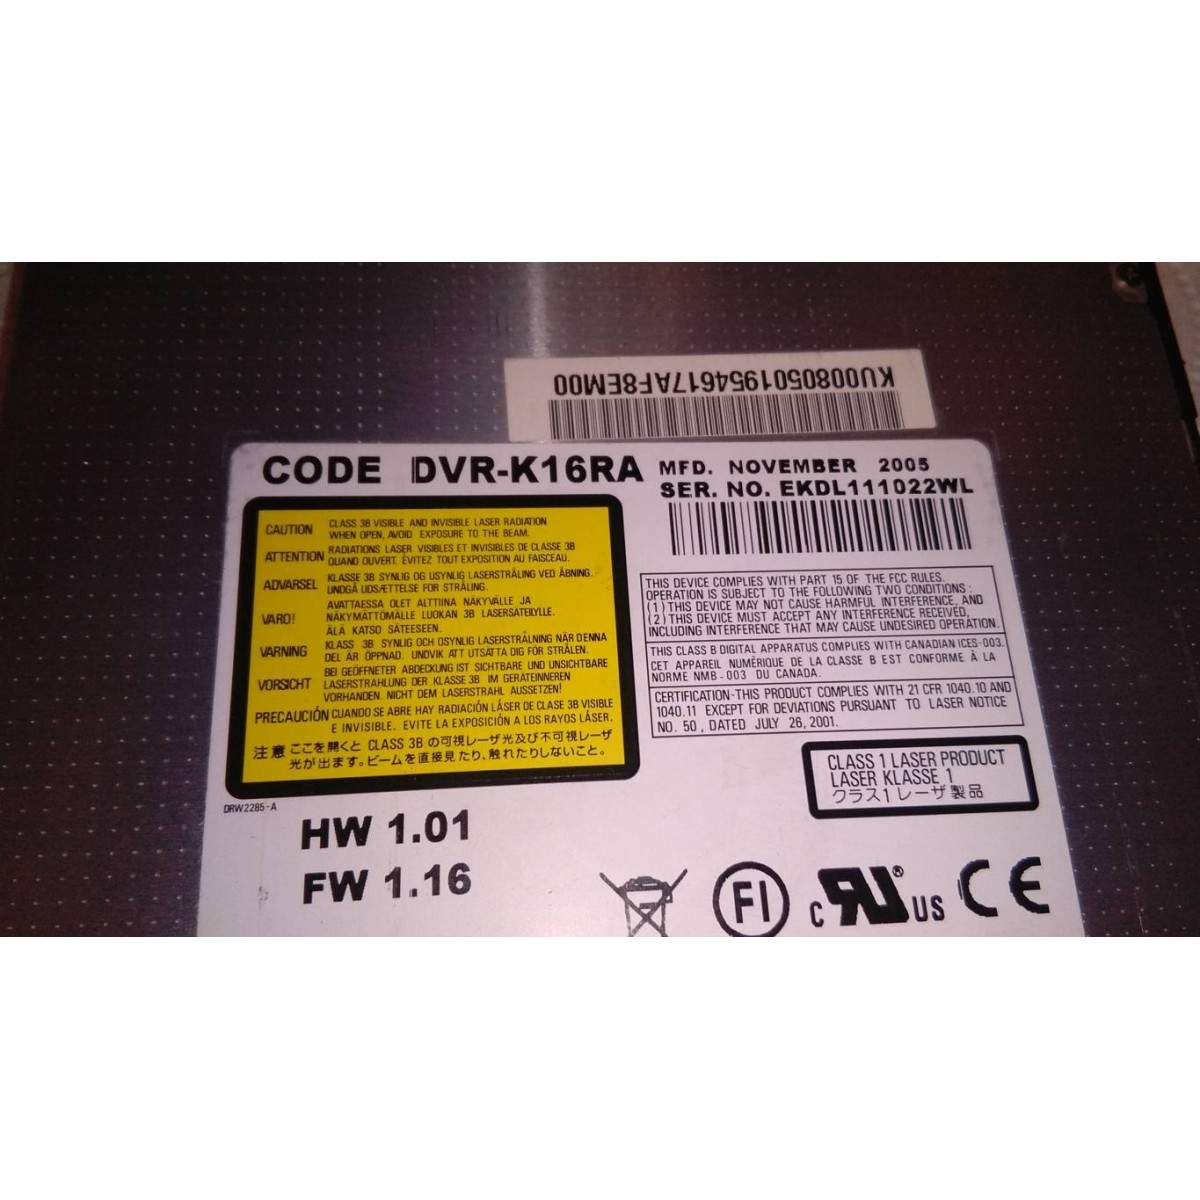 KU0080501954617AF8EM00
CODE DVR-K16RA
MFD. NOVEMBER 2005
SER. NO. EKDL111022WL
CAUTION CLASS 3B VISIBLE AND INVISIBLE LASER RADIATION
WHEN OPEN, AVOID EXPOSURE TO THE BEAM.
ATTENTION RADIATIONS LASER VISIBLES ET INVISIBLES DE CLASSE 3B
QUAND OUVERT. ÉVITEZ TOUT EXPOSITION AU FAISCEAU.
ADVARSEL KLASSE 3B SYNLIG OG USYNLIG LASERSTRÅLING VED ÅBNING.
UNDGÅ UDSÆTTELSE FOR STRÅLING.
VARO! AVATTAESSA OLET ALTTIINA NÄKYVÄLLE JA
NÄKYMÄTTÖMÄLLE LUOKAN 3B LASERSÄTEILYLLE.
ÄLÄ KATSO SÄTEESEEN.
VARNING KLASS 3B SYNLIG OCH OSYNLIG LASERSTRÅLNING NÄR DENNA
DEL ÄR ÖPPNAD. UNDVIK ATT UTSÄTTA DIG FÖR STRÅLEN.
VORSICHT BEI GEÖFFNETER ABDECKUNG IST SICHTBARE UND UNSICHTBARE
LASERSTRAHLUNG DER KLASSE 3B IM GERÄTEINNEREN
VORHANDEN. NICHT DEM LASERSTRAHL AUSSETZEN!
PRECAUCIÓN CUANDO SE ABRE HAY RADIACIÓN LÁSER DE CLASE 3B VISIBLE
E INVISIBLE. EVITE LA EXPOSICIÓN A LOS RAYOS LÁSER.
注意 ここを開くと CLASS 3B の可視レーザ光及び不可視レーザ
光が出ます。ビームを直接見たり、触れたりしないこと。
DRW2285-A
HW 1.01
FW 1.16
THIS DEVICE COMPLIES WITH PART 15 OF THE FCC RULES.
OPERATION IS SUBJECT TO THE FOLLOWING TWO CONDITIONS :
(1) THIS DEVICE MAY NOT CAUSE HARMFUL INTERFERENCE, AND
(2) THIS DEVICE MUST ACCEPT ANY INTERFERENCE RECEIVED,
INCLUDING INTERFERENCE THAT MAY CAUSE UNDESIRED OPERATION.
THIS CLASS B DIGITAL APPARATUS COMPLIES WITH CANADIAN ICES-003.
CET APPAREIL NUMÉRIQUE DE LA CLASSE B EST CONFORME À LA
NORME NMB-003 DU CANADA.
CERTIFICATION-THIS PRODUCT COMPLIES WITH 21 CFR 1040.10 AND
1040.11 EXCEPT FOR DEVIATIONS PURSUANT TO LASER NOTICE
NO. 50, DATED JULY 26, 2001.
CLASS 1 LASER PRODUCT
LASER KLASSE 1
クラス1 レーザ製品
FI c RU® US CE